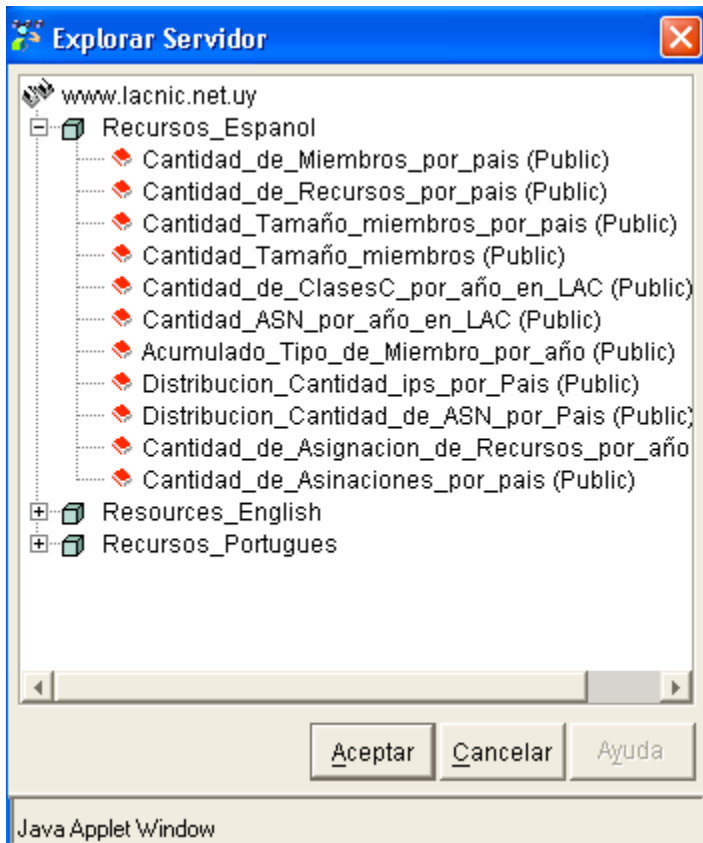 Explorar Servidor
www.lacnic.net.uy
Recursos_Espanol
Cantidad_de_Miembros_por_pais (Public)
Cantidad_de_Recursos_por_pais (Public)
Cantidad_Tamaño_miembros_por_pais (Public)
Cantidad_Tamaño_miembros (Public)
Cantidad_de_ClasesC_por_año_en_LAC (Public)
Cantidad_ASN_por_año_en_LAC (Public)
Acumulado_Tipo_de_Miembro_por_año (Public)
Distribucion_Cantidad_ips_por_Pais (Public)
Distribucion_Cantidad_de_ASN_por_Pais (Public)
Cantidad_de_Asignacion_de_Recursos_por_año
Cantidad_de_Asinaciones_por_pais (Public)
Resources_English
Recursos_Portugues
Aceptar Cancelar Ayuda
Java Applet Window